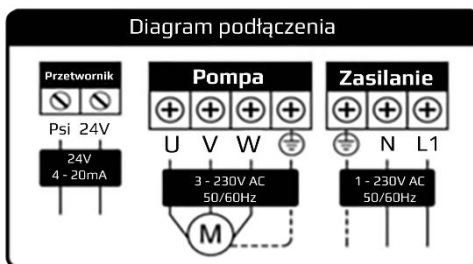 Diagram podłączenia
Przetwornik
Psi 24V
24V
4 - 20mA
Pompa
U V W
3 - 230V AC
50/60Hz
M
Zasilanie
N L1
1 - 230V AC
50/60Hz